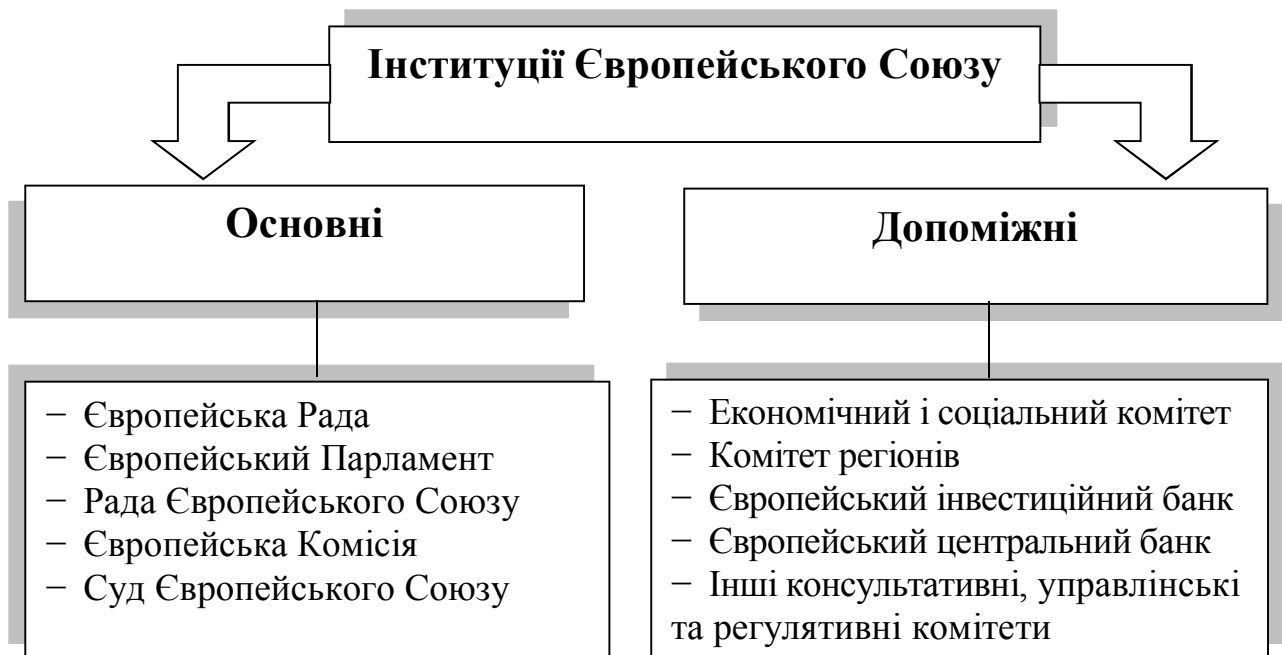 Інституції Європейського Союзу
Основні
Допоміжні
− Європейська Рада
− Європейський Парламент
− Рада Європейського Союзу
− Європейська Комісія
− Суд Європейського Союзу
− Економічний і соціальний комітет
− Комітет регіонів
− Європейський інвестиційний банк
− Європейський центральний банк
− Інші консультативні, управлінські
та регулятивні комітети